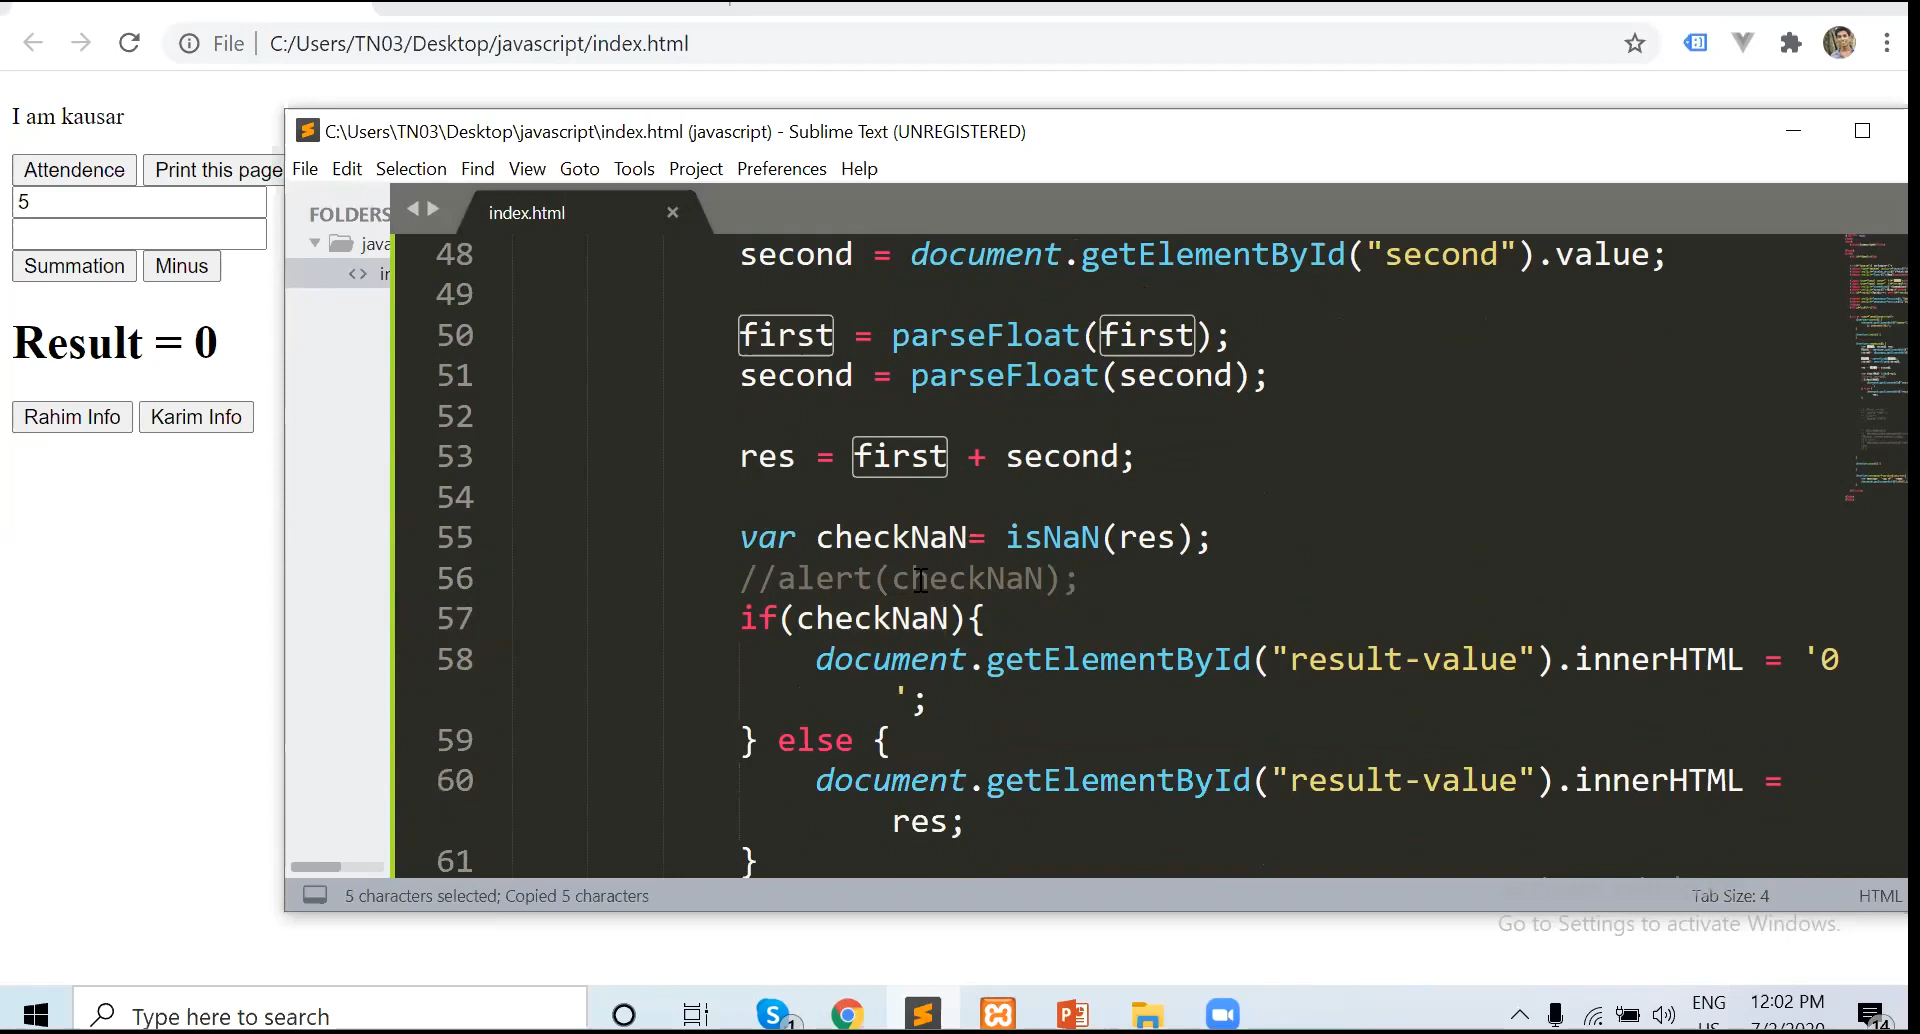 File C:/Users/TN03/Desktop/javascript/index.html
I am kausar
Attendence Print this page
5
Summation Minus
Result = 0
Rahim Info Karim Info
C:\Users\TN03\Desktop\javascript\index.html (javascript) - Sublime Text (UNREGISTERED)
File Edit Selection Find View Goto Tools Project Preferences Help
FOLDERS
java
index.html
48 second = document.getElementById("second").value;
49
50 first = parseFloat(first);
51 second = parseFloat(second);
52
53 res = first + second;
54
55 var checkNaN= isNaN(res);
56 //alert(checkNaN);
57 if(checkNaN){
58 document.getElementById("result-value").innerHTML = '0
';
59 } else {
60 document.getElementById("result-value").innerHTML =
res;
61 }
5 characters selected; Copied 5 characters
Tab Size: 4 HTML
Go to Settings to activate Windows.
Type here to search
ENG 12:02 PM